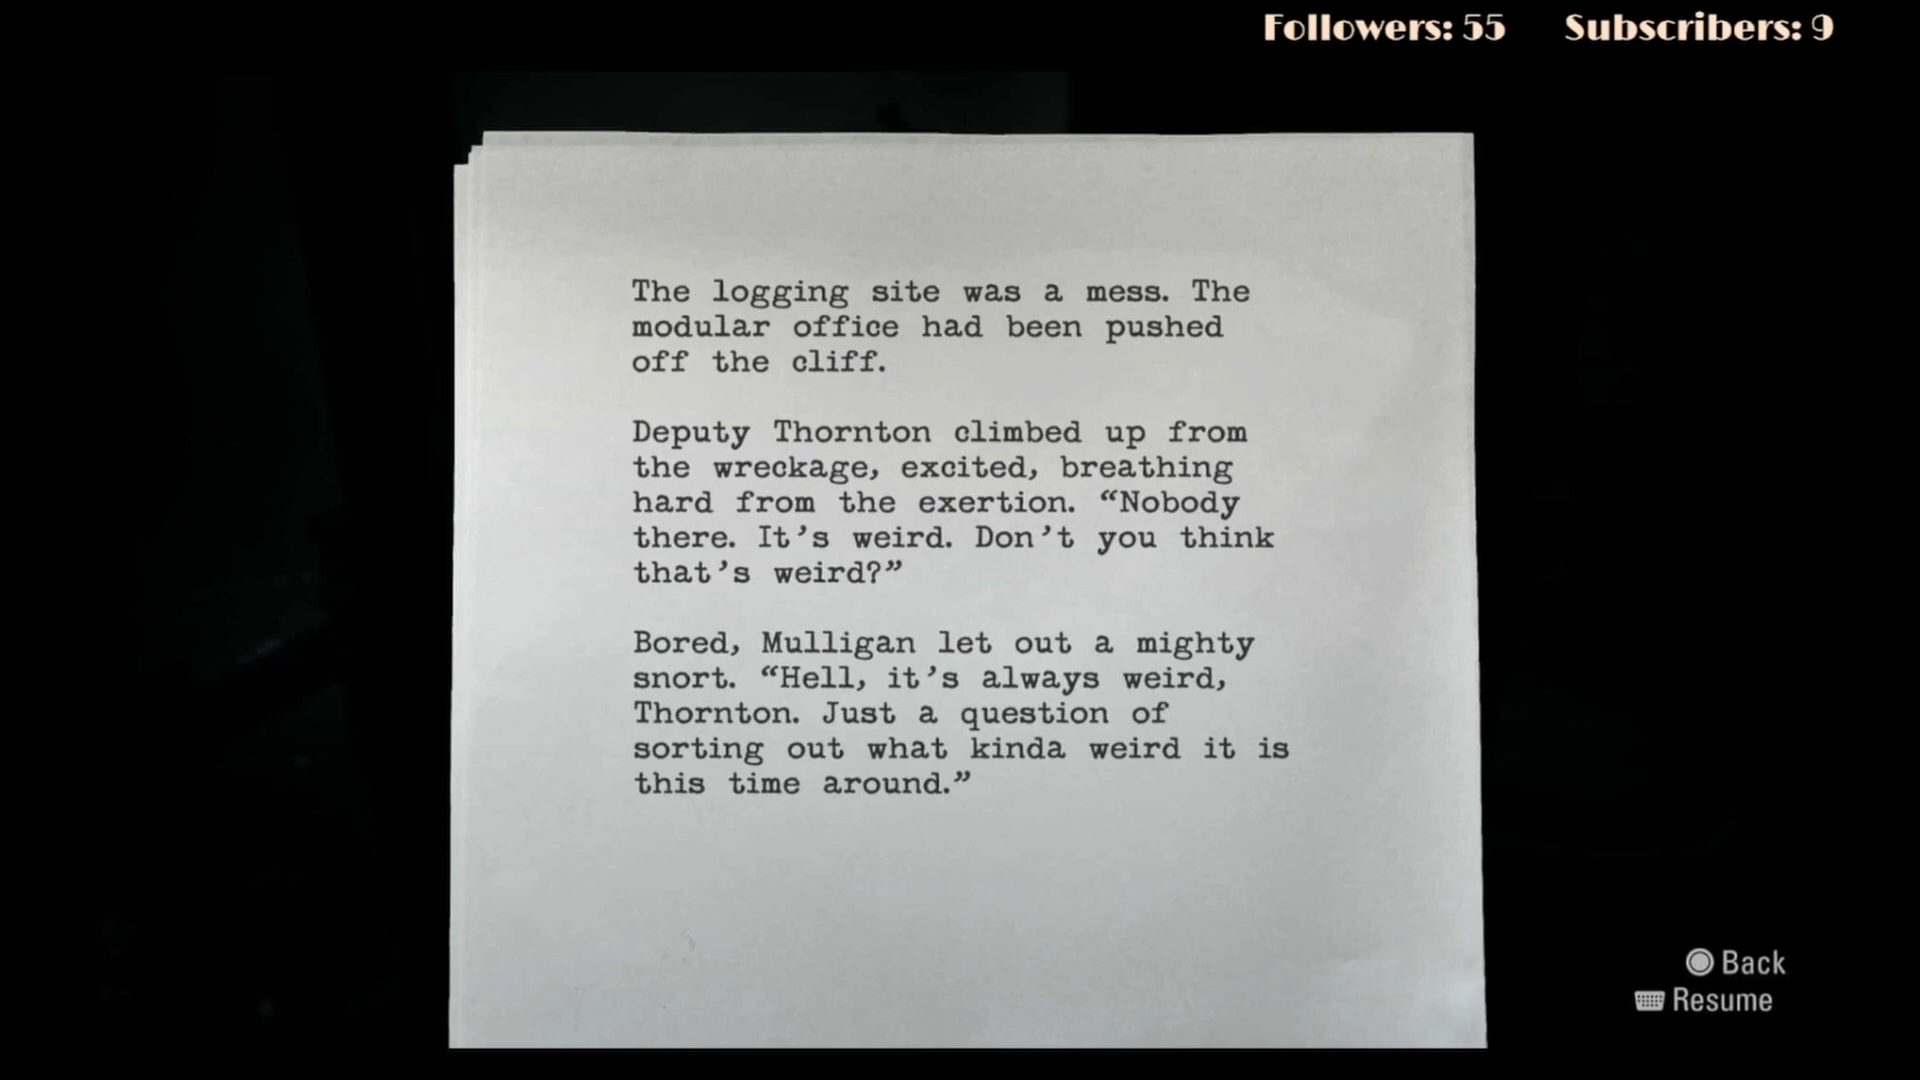 Followers: 55 Subscribers: 9
The logging site was a mess. The
modular office had been pushed
off the cliff.
Deputy Thornton climbed up from
the wreckage, excited, breathing
hard from the exertion. “Nobody
there. It’s weird. Don’t you think
that’s weird?”
Bored, Mulligan let out a mighty
snort. “Hell, it’s always weird,
Thornton. Just a question of
sorting out what kinda weird it is
this time around.”
Back
Resume